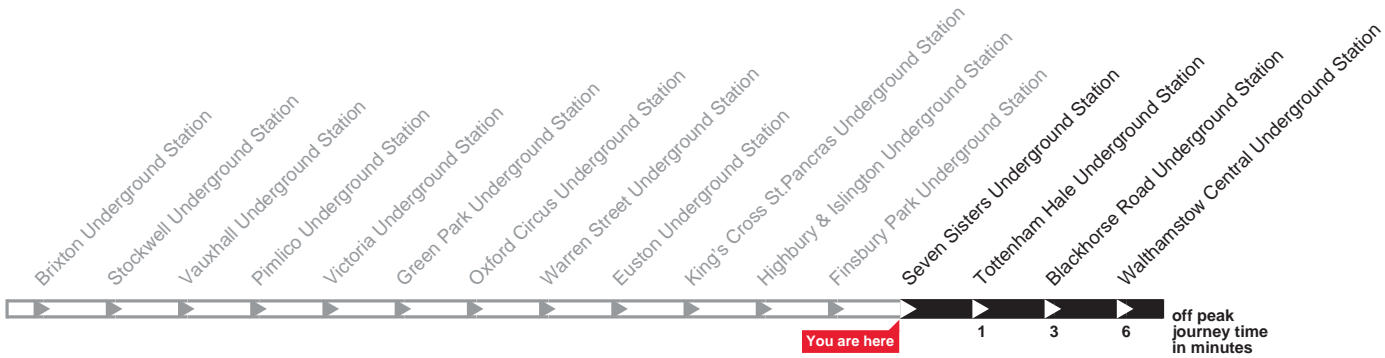 Brixton Underground Station
Stockwell Underground Station
Vauxhall Underground Station
Pimlico Underground Station
Victoria Underground Station
Green Park Underground Station
Oxford Circus Underground Station
Warren Street Underground Station
Euston Underground Station
King's Cross St.Pancras Underground Station
Highbury & Islington Underground Station
Finsbury Park Underground Station
Seven Sisters Underground Station
Tottenham Hale Underground Station
Blackhorse Road Underground Station
Walthamstow Central Underground Station
You are here
1
3
6
off peak
journey time
in minutes